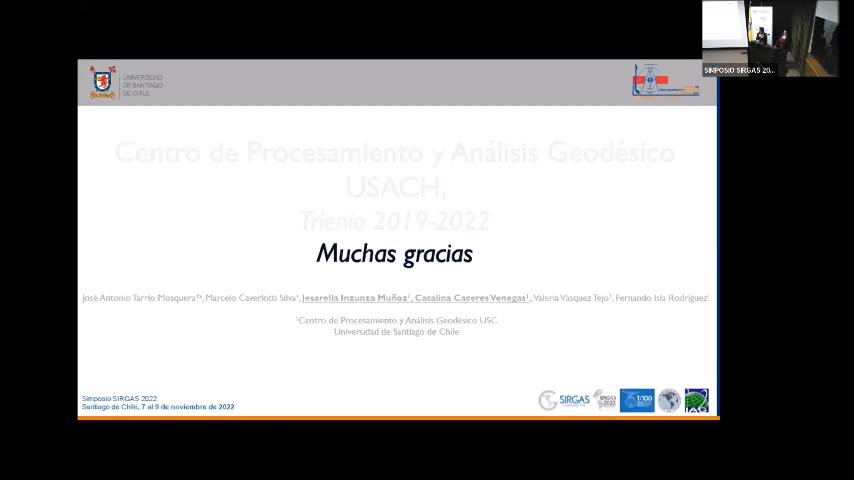 UNIVERSIDAD
DE SANTIAGO
DE CHILE
SIMPOSIO SIRGAS 20...
Centro de Procesamiento y Análisis Geodésico
USACH,
Trienio 2019-2022
Muchas gracias
José Antonio Tarrío Mosquera¹*, Marcelo Caverlotti Silva¹, Jesarella Inzunza Muñoz¹, Catalina Caceres Venegas¹, Valeria Vásquez Tejo¹, Fernando Isla Rodríguez¹
¹Centro de Procesamiento y Análisis Geodésico USC
Universidad de Santiago de Chile
Simposio SIRGAS 2022
Santiago de Chile, 7 al 9 de noviembre de 2022
SIRGAS
SIRGAS
2022
1:100
IAG